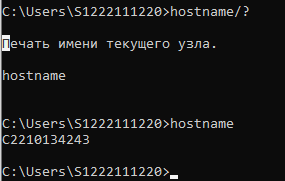 C:\Users\S1222111220>hostname/?
Печать имени текущего узла.
hostname
C:\Users\S1222111220>hostname
C2210134243
C:\Users\S1222111220>